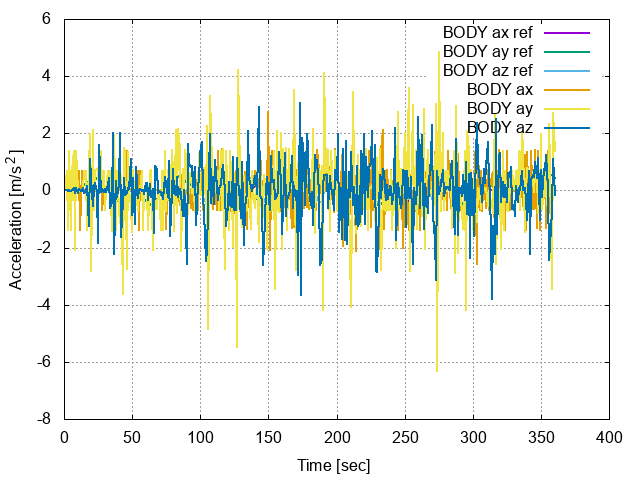 6
4
2
0
-2
-4
-6
-8
Acceleration [m/s²]
BODY ax ref
BODY ay ref
BODY az ref
BODY ax
BODY ay
BODY az
0 50 100 150 200 250 300 350 400
Time [sec]